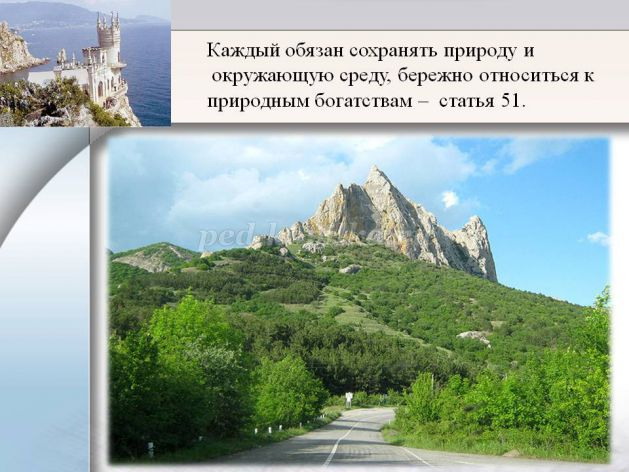 Каждый обязан сохранять природу и
окружающую среду, бережно относиться к
природным богатствам – статья 51.